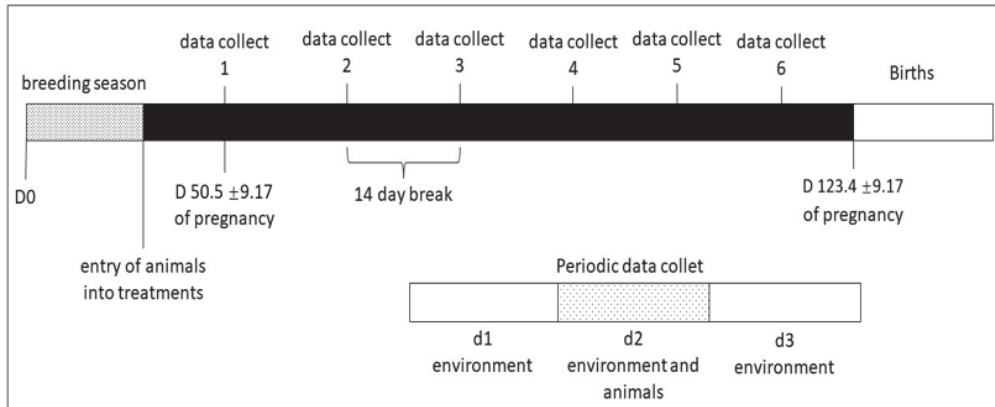 data collect
1
data collect
2
data collect
3
data collect
4
data collect
5
data collect
6
breeding season
Births
D0
D 50.5 ±9.17
of pregnancy
14 day break
D 123.4 ±9.17
of pregnancy
entry of animals
into treatments
Periodic data collet
d1
environment
d2
environment and
animals
d3
environment